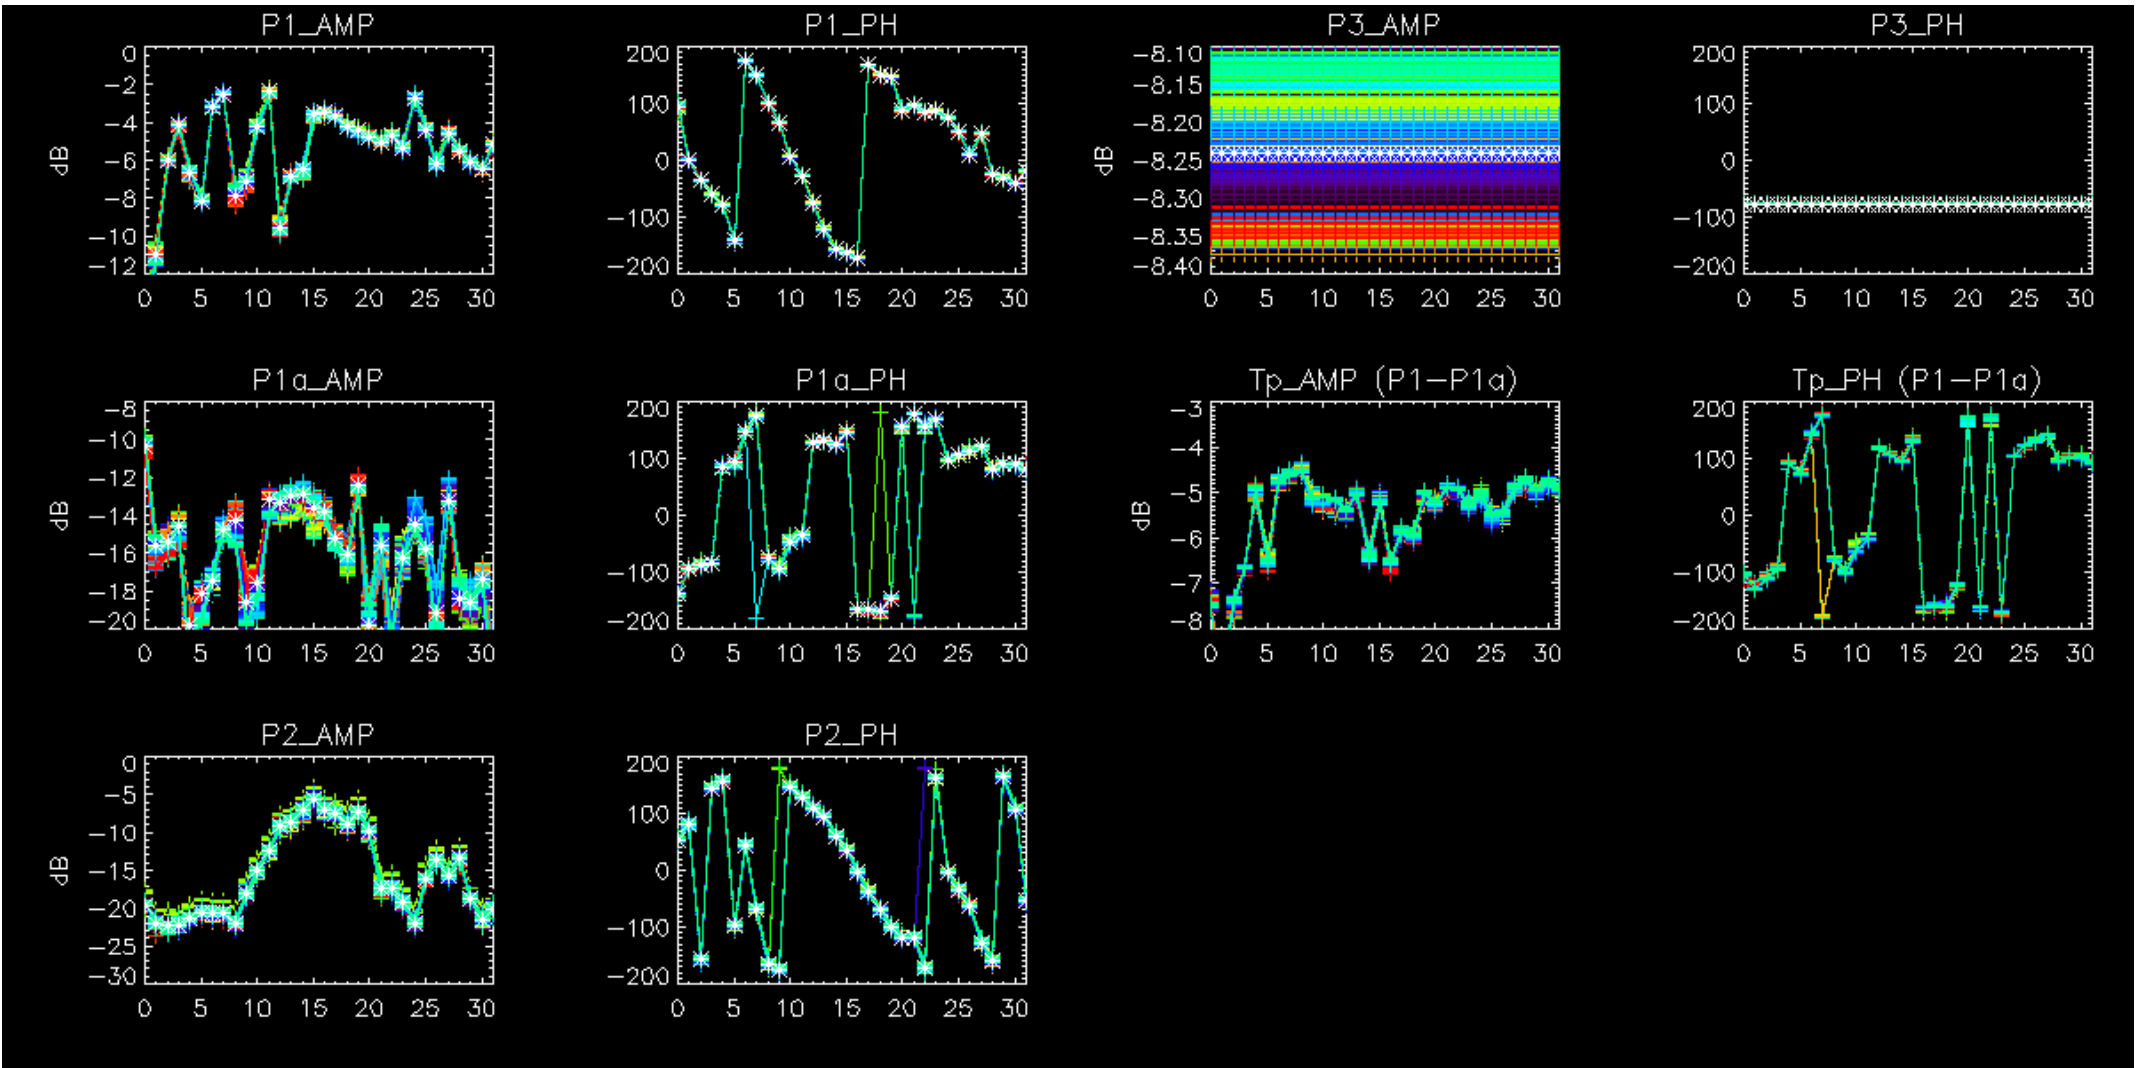 P1_AMP
0
−2
−4
−6
−8
−10
−12
dB
0 5 10 15 20 25 30
P1_PH
200
100
0
−100
−200
0 5 10 15 20 25 30
P3_AMP
−8.10
−8.15
−8.20
−8.25
−8.30
−8.35
−8.40
dB
0 5 10 15 20 25 30
P3_PH
200
100
0
−100
−200
0 5 10 15 20 25 30
P1a_AMP
−8
−10
−12
−14
−16
−18
−20
dB
0 5 10 15 20 25 30
P1a_PH
200
100
0
−100
−200
0 5 10 15 20 25 30
Tp_AMP (P1−P1a)
−3
−4
−5
−6
−7
−8
dB
0 5 10 15 20 25 30
Tp_PH (P1−P1a)
200
100
0
−100
−200
0 5 10 15 20 25 30
P2_AMP
0
−5
−10
−15
−20
−25
−30
dB
0 5 10 15 20 25 30
P2_PH
200
100
0
−100
−200
0 5 10 15 20 25 30